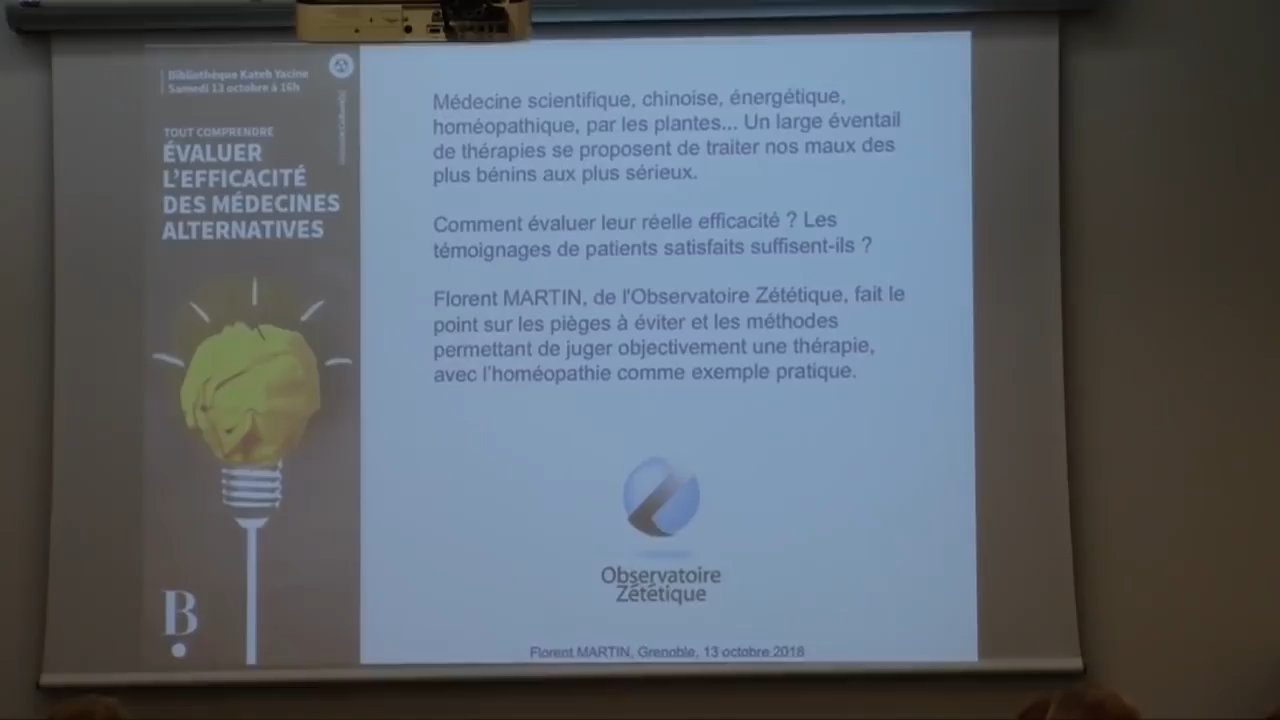 Bibliothèque Kateb Yacine
Samedi 13 octobre à 16h
TOUT COMPRENDRE
ÉVALUER
L'EFFICACITÉ
DES MÉDECINES
ALTERNATIVES
B
Médecine scientifique, chinoise, énergétique,
homéopathique, par les plantes... Un large éventail
de thérapies se proposent de traiter nos maux des
plus bénins aux plus sérieux.
Comment évaluer leur réelle efficacité ? Les
témoignages de patients satisfaits suffisent-ils ?
Florent MARTIN, de l'Observatoire Zététique, fait le
point sur les pièges à éviter et les méthodes
permettant de juger objectivement une thérapie,
avec l'homéopathie comme exemple pratique.
Observatoire
Zététique
Florent MARTIN, Grenoble, 13 octobre 2018